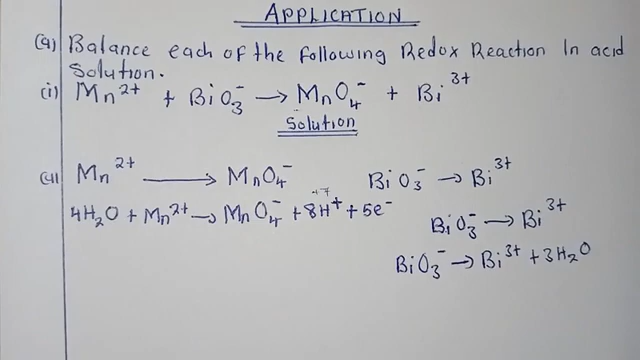 APPLICATION
(a) Balance each of the following Redox Reaction In acid
Solution.
(i) Mn²⁺ + BiO₃⁻ → MnO₄⁻ + Bi³⁺
Solution
(i) Mn²⁺ → MnO₄⁻
4H₂O + Mn²⁺ → MnO₄⁻ + 8H⁺ + 5e⁻
+7
BiO₃⁻ → Bi³⁺
BiO₃⁻ → Bi³⁺
BiO₃⁻ → Bi³⁺ + 3H₂O